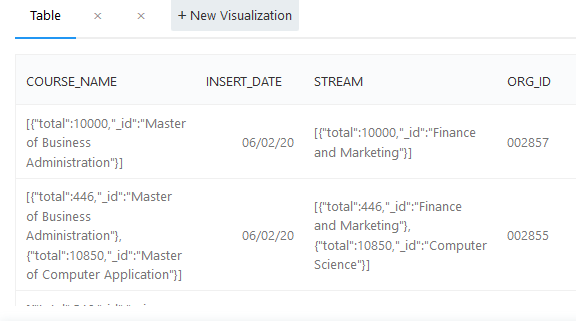 Table × × + New Visualization
COURSE_NAME INSERT_DATE STREAM ORG_ID
[{"total":10000,"_id":"Master
of Business
Administration"}]
06/02/20
[{"total":10000,"_id":"Finance
and Marketing"}]
002857
[{"total":446,"_id":"Master
of Business
Administration"},
{"total":10850,"_id":"Master
of Computer Application"}]
06/02/20
[{"total":446,"_id":"Finance
and Marketing"},
{"total":10850,"_id":"Computer
Science"}]
002855